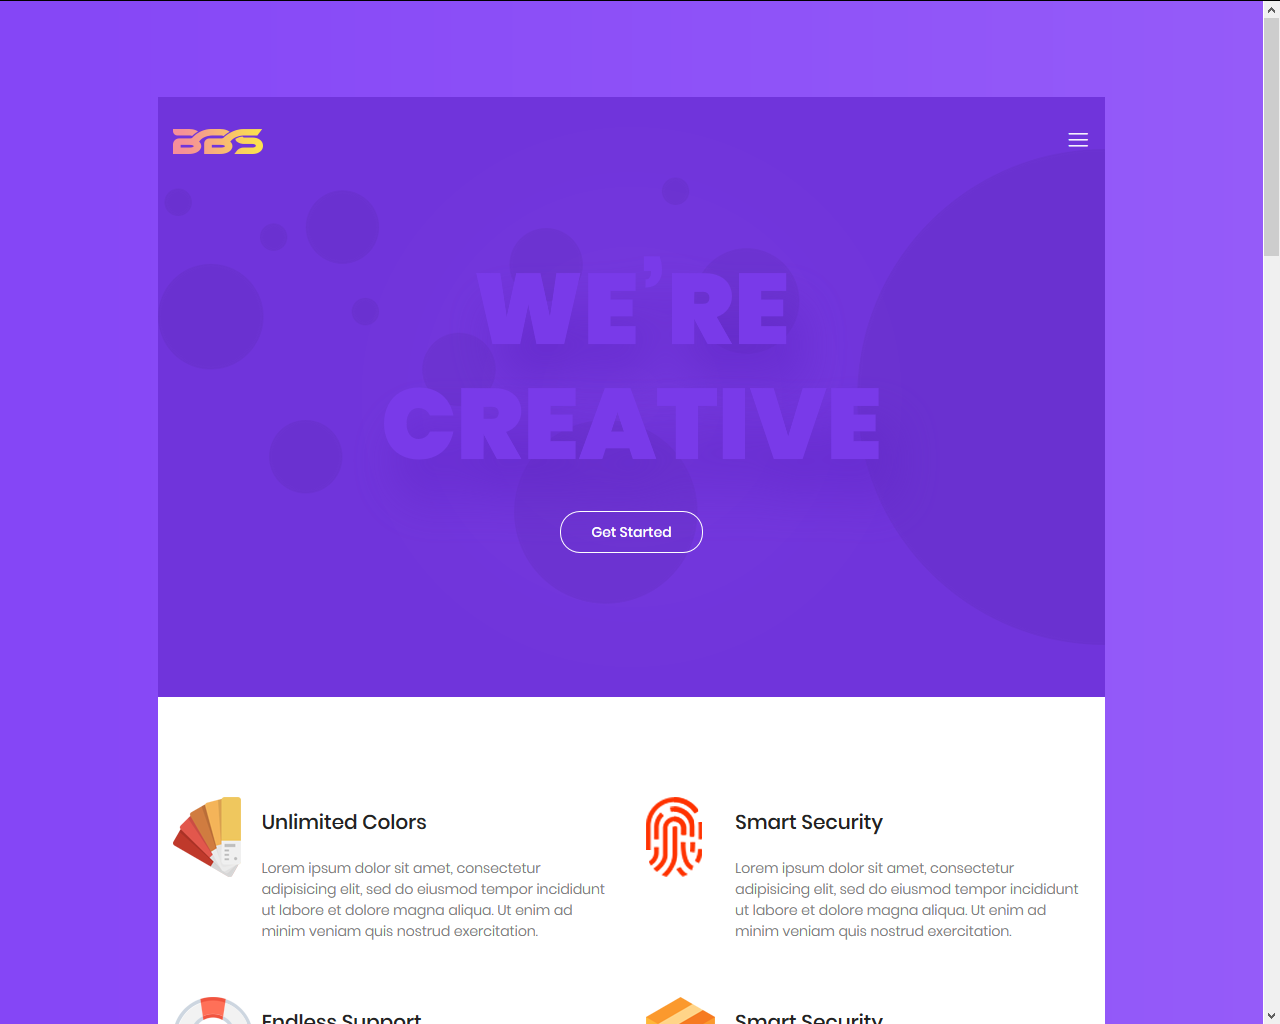 BBS
WE'RE
CREATIVE
Get Started
Unlimited Colors
Lorem ipsum dolor sit amet, consectetur
adipisicing elit, sed do eiusmod tempor incididunt
ut labore et dolore magna aliqua. Ut enim ad
minim veniam quis nostrud exercitation.
Smart Security
Lorem ipsum dolor sit amet, consectetur
adipisicing elit, sed do eiusmod tempor incididunt
ut labore et dolore magna aliqua. Ut enim ad
minim veniam quis nostrud exercitation.
Endless Support
Smart Security